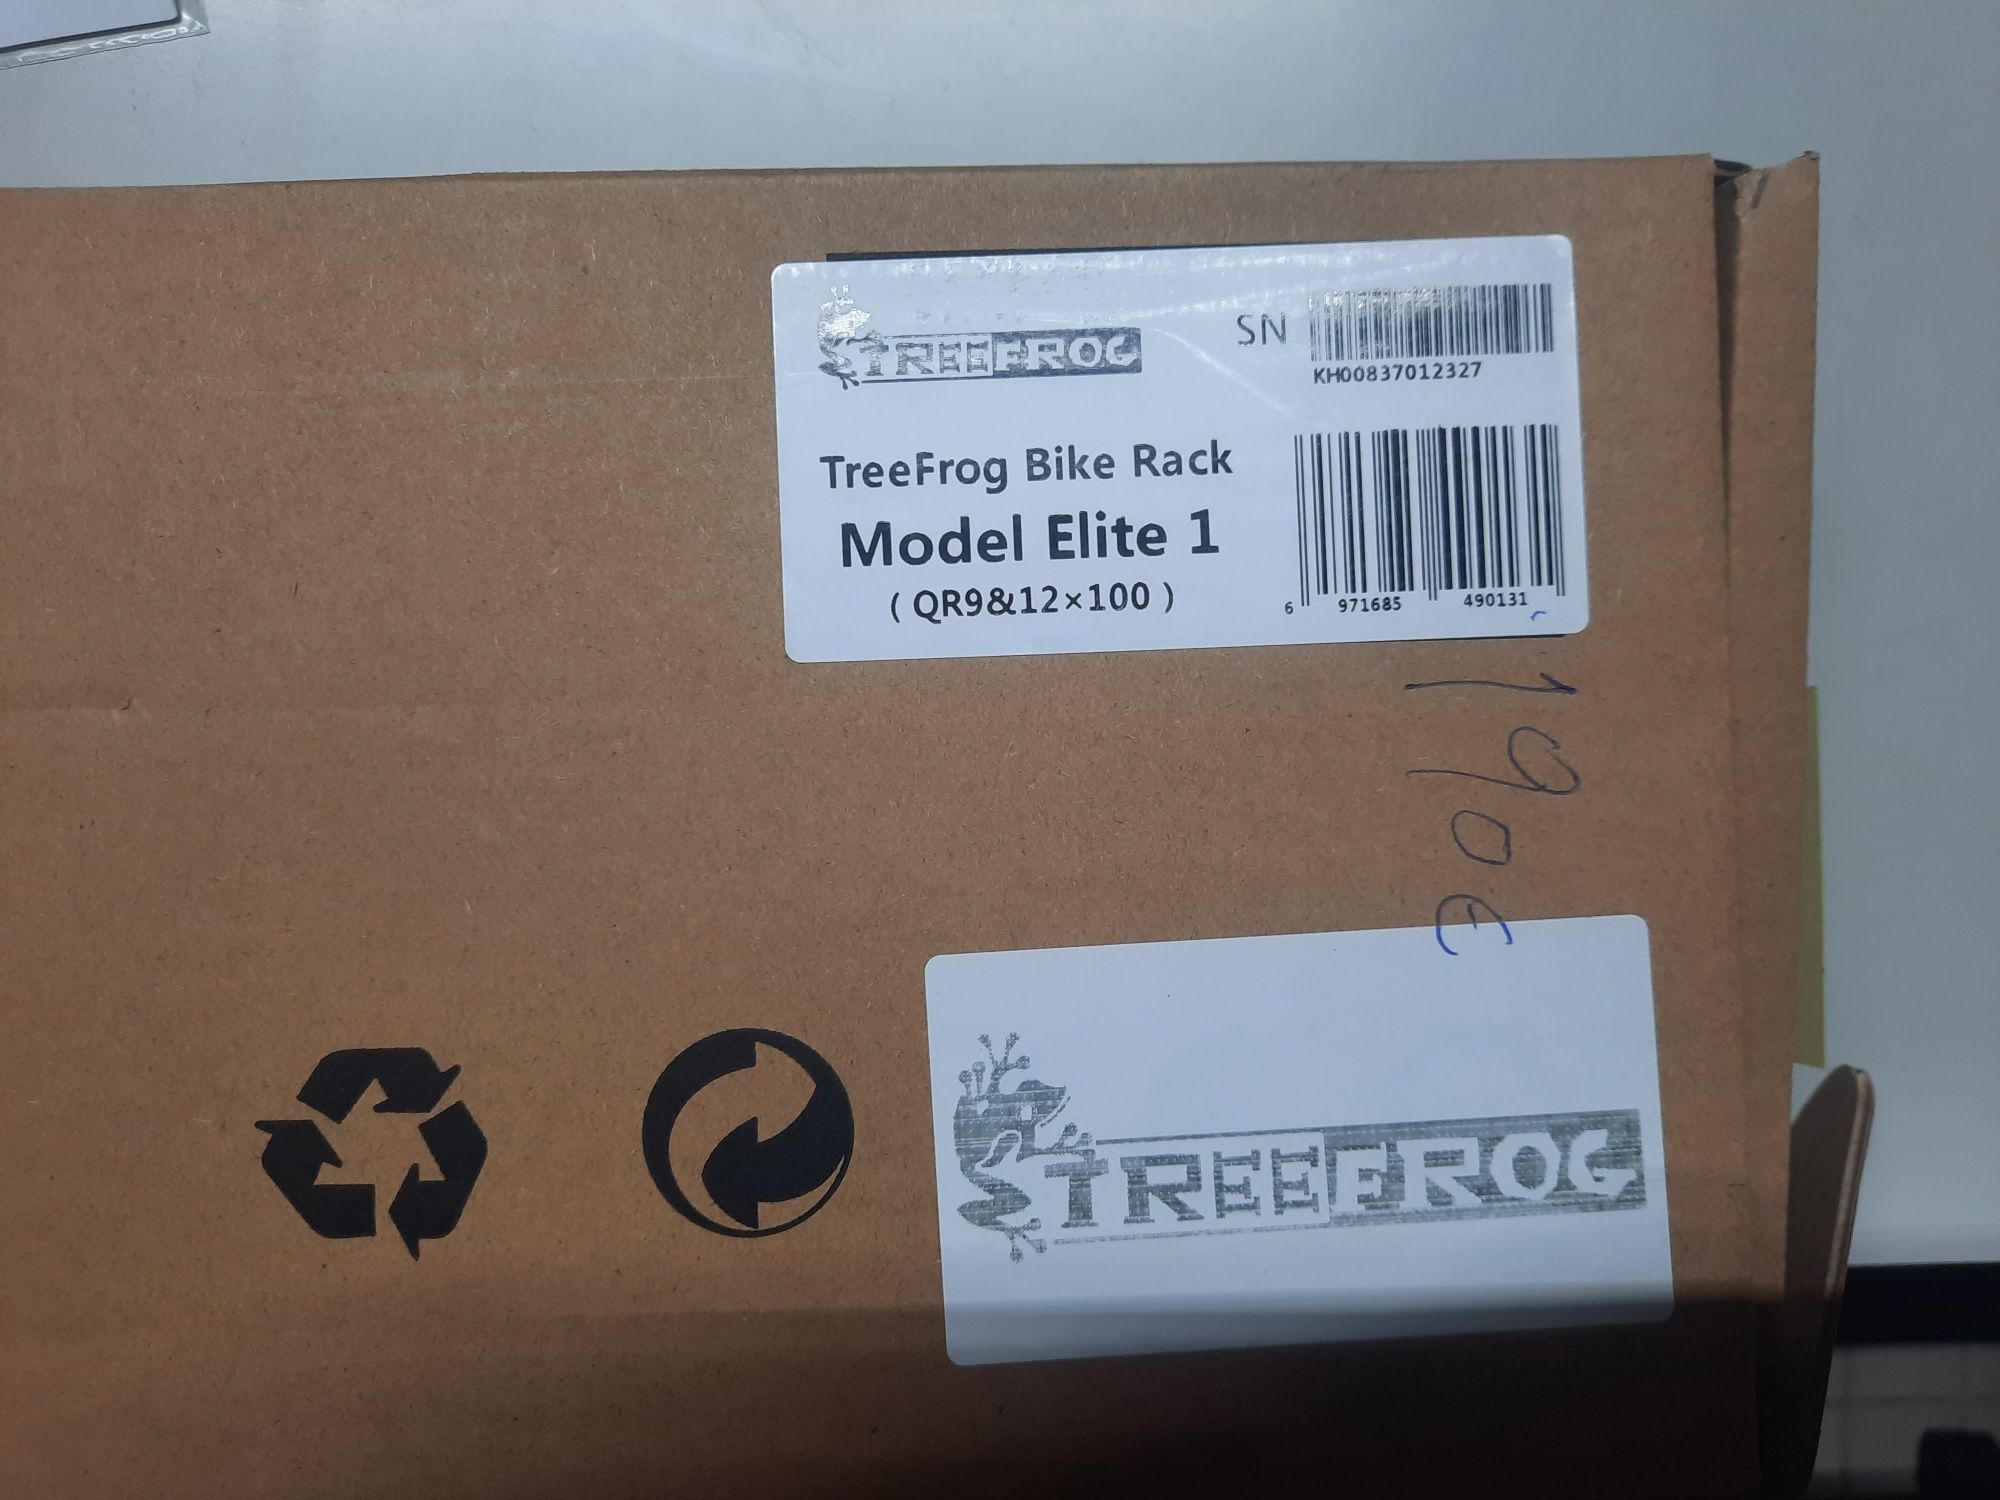 TREEFROG
SN
KH00837012327
TreeFrog Bike Rack
Model Elite 1
(QR9&12×100)
6 971685 490131
190€
TREEFROG